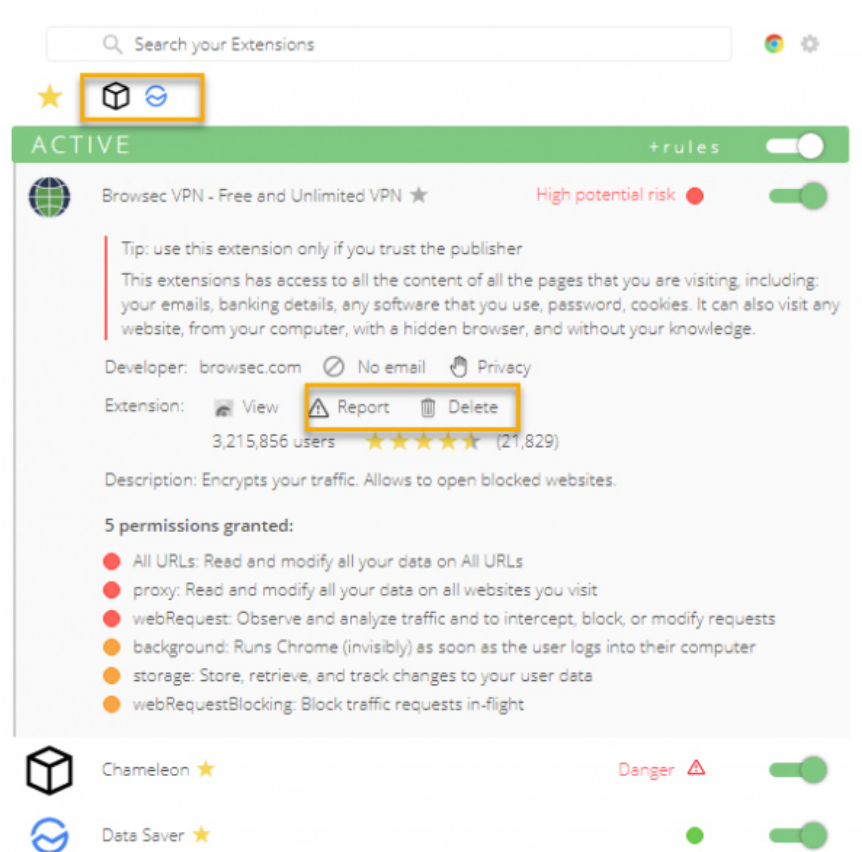 Search your Extensions
ACTIVE +rules
Browsec VPN - Free and Unlimited VPN High potential risk
Tip: use this extension only if you trust the publisher
This extensions has access to all the content of all the pages that you are visiting, including:
your emails, banking details, any software that you use, password, cookies. It can also visit any
website, from your computer, with a hidden browser, and without your knowledge.
Developer: browsec.com No email Privacy
Extension: View Report Delete
3,215,856 users (21,829)
Description: Encrypts your traffic. Allows to open blocked websites.
5 permissions granted:
All URLs: Read and modify all your data on All URLs
proxy: Read and modify all your data on all websites you visit
webRequest: Observe and analyze traffic and to intercept, block, or modify requests
background: Runs Chrome (invisibly) as soon as the user logs into their computer
storage: Store, retrieve, and track changes to your user data
webRequestBlocking: Block traffic requests in-flight
Chameleon Danger
Data Saver